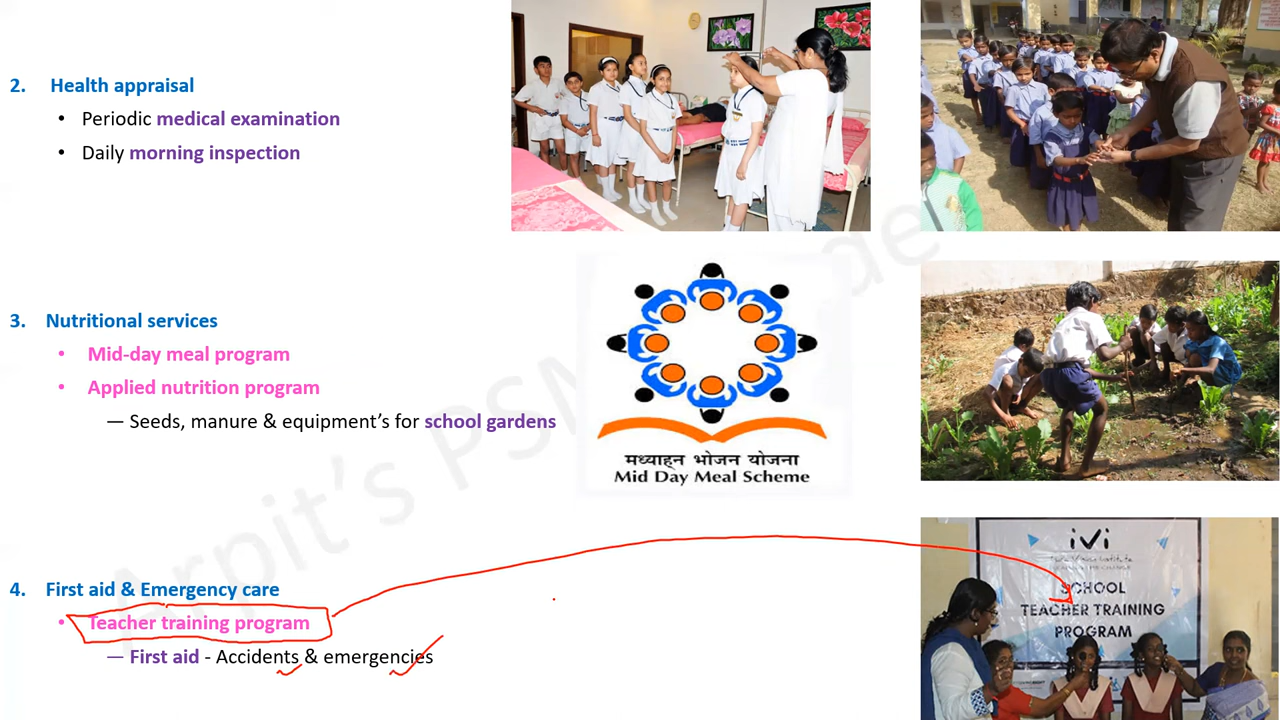 2. Health appraisal
• Periodic medical examination
• Daily morning inspection
3. Nutritional services
• Mid-day meal program
• Applied nutrition program
— Seeds, manure & equipment's for school gardens
मध्याह्न भोजन योजना
Mid Day Meal Scheme
4. First aid & Emergency care
• Teacher training program
— First aid - Accidents & emergencies
iVi
SCHOOL
TEACHER TRAINING
PROGRAM
Arpit's PSM